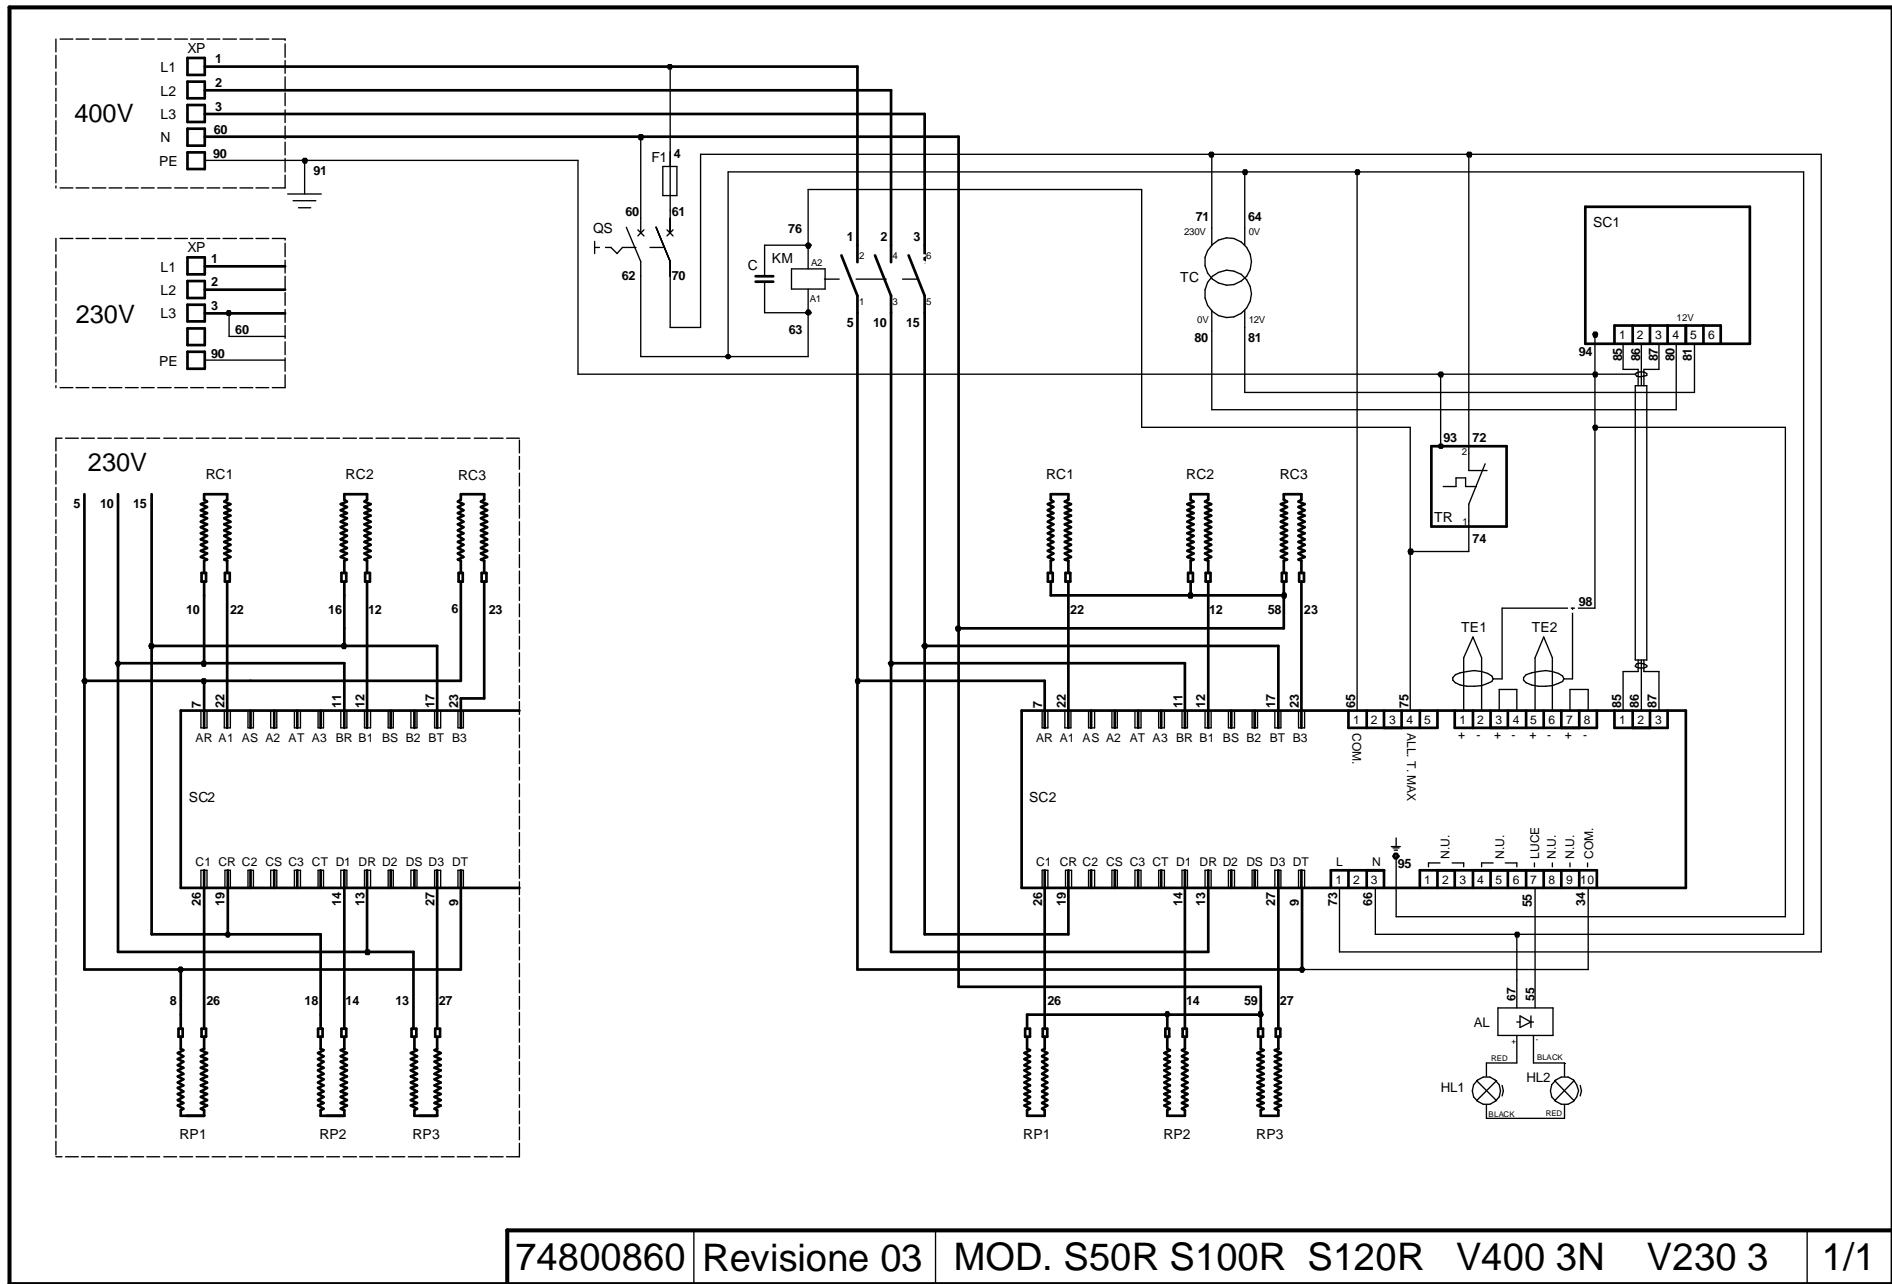 XP
L1 1
L2 2
400V L3 3
N 60
PE 90
91
XP
L1 1
L2 2
230V L3 3
60
PE 90
F1 4
QS 60 61
62 70
76
C KM A2
A1
63
1 2 3
2 4 6
1 3 5
5 10 15
71 64
230V 0V
TC
0V 12V
80 81
SC1
12V
1 2 3 4 5 6
94 85 86 87 80 81
93 72
2
TR 1
74
230V
5 10 15
RC1 RC2 RC3
10 22 16 12 6 23
7 22 11 12 17 23
AR A1 AS A2 AT A3 BR B1 BS B2 BT B3
SC2
C1 CR C2 CS C3 CT D1 DR D2 DS D3 DT
26 19 14 13 27 9
8 26 18 14 13 27
RP1 RP2 RP3
RC1 RC2 RC3
22 12 58 23
7 22 11 12 17 23
AR A1 AS A2 AT A3 BR B1 BS B2 BT B3
65 75
1 2 3 4 5
COM. ALL. T. MAX
98
TE1 TE2
1 2 3 4 5 6 7 8
+ - + - + - + -
85 86 87
1 2 3
SC2
C1 CR C2 CS C3 CT D1 DR D2 DS D3 DT
26 19 14 13 27 9
L N
1 2 3
73 66
95
N.U. N.U. LUCE N.U. N.U. COM.
1 2 3 4 5 6 7 8 9 10
55 34
26 14 59 27
RP1 RP2 RP3
67 55
AL
+ -
RED BLACK
HL1 HL2
BLACK RED
74800860 Revisione 03 MOD. S50R S100R S120R V400 3N V230 3 1/1